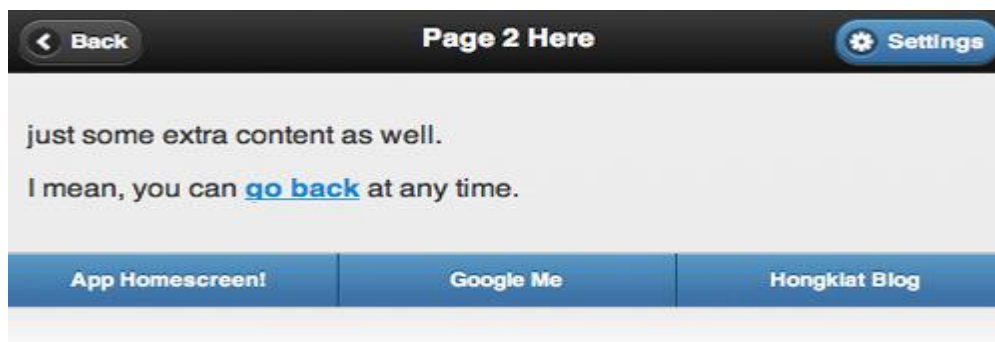 Back Page 2 Here Settings
just some extra content as well.
I mean, you can go back at any time.
App Homescreen! Google Me Hongkiat Blog